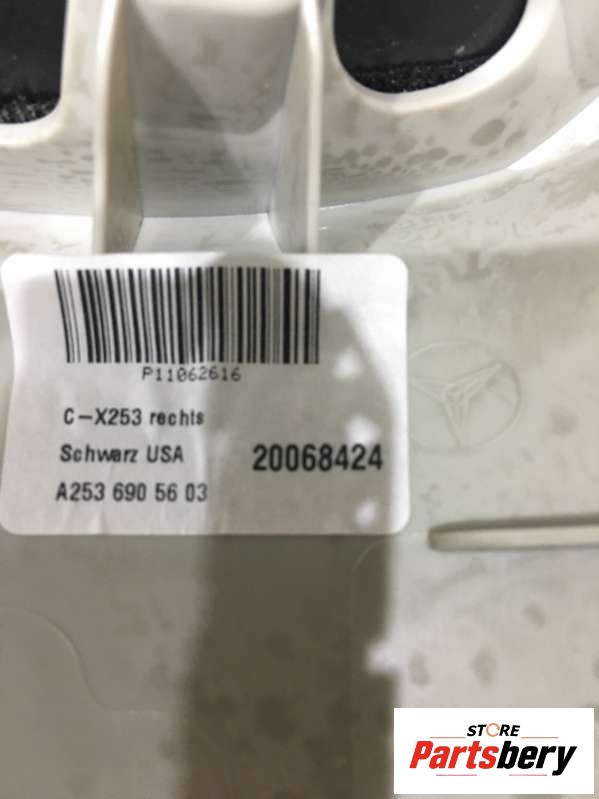 P11062616
C-X253 rechts
Schwarz USA
20068424
A253 690 56 03
STORE
Partsbery